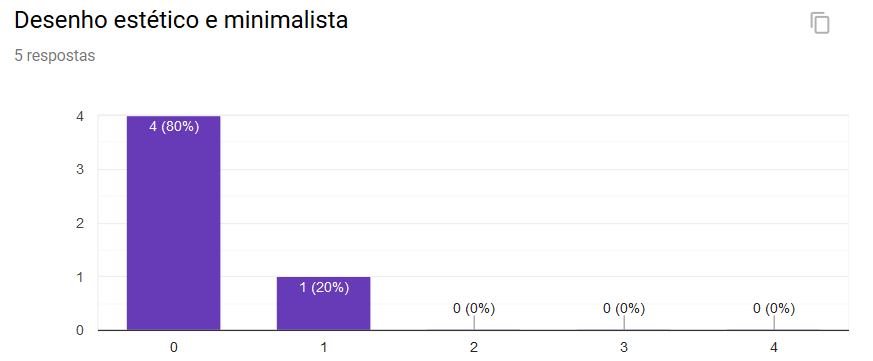 Desenho estético e minimalista
5 respostas
4
4 (80%)
3
2
1
1 (20%)
0 (0%) 0 (0%) 0 (0%)
0
0 1 2 3 4